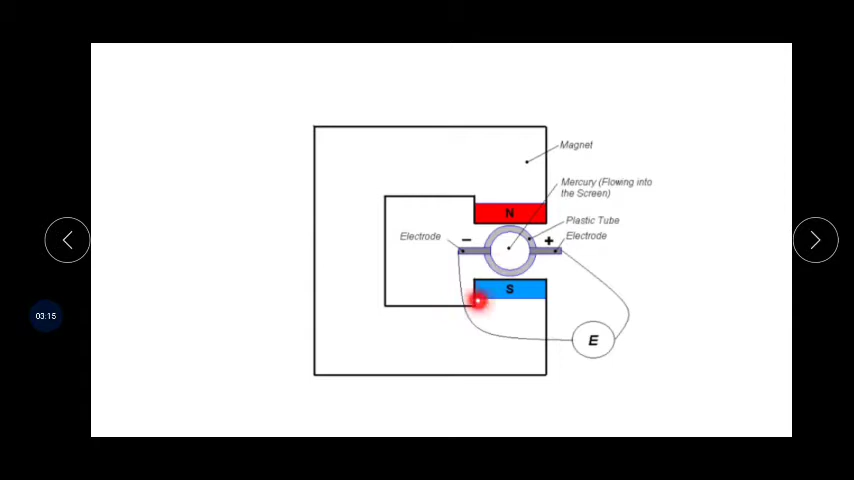 Magnet
Mercury (Flowing into
the Screen)
N
Plastic Tube
Electrode
− +
Electrode
S
03:15
E